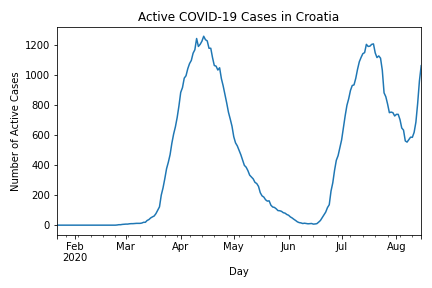 Active COVID-19 Cases in Croatia
1200
1000
800
600
400
200
0
Number of Active Cases
Feb Mar Apr May Jun Jul Aug
2020
Day